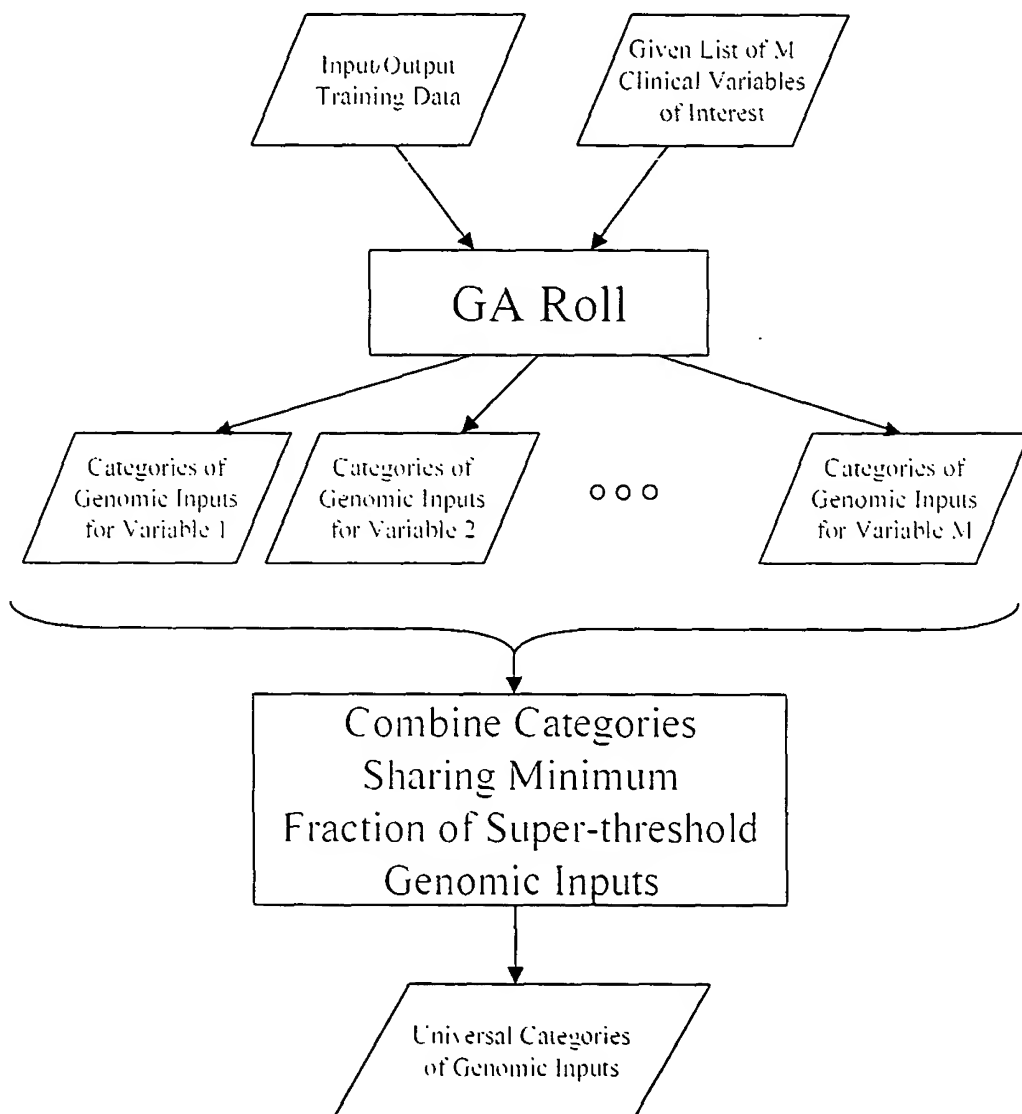 Input/Output
Training Data
Given List of M
Clinical Variables
of Interest
GA Roll
Categories of
Genomic Inputs
for Variable 1
Categories of
Genomic Inputs
for Variable 2
Categories of
Genomic Inputs
for Variable M
Combine Categories
Sharing Minimum
Fraction of Super-threshold
Genomic Inputs
Universal Categories
of Genomic Inputs